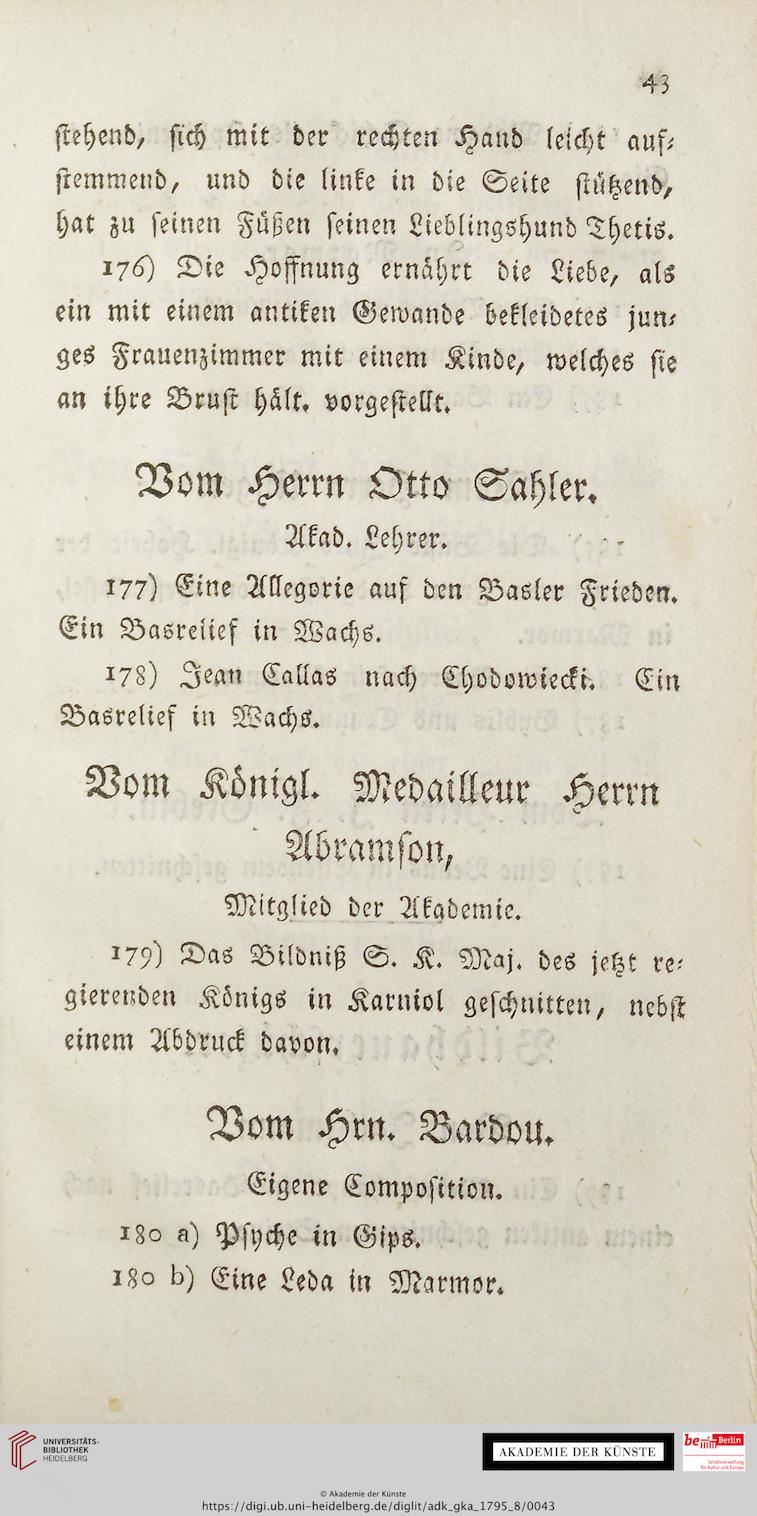 43
stehend, sich mit der rechten Hand leicht auf-
stemmend, und die linke in die Seite stützend,
hat zu seinen Füßen seinen Lieblingshund Thetis.
176) Die Hoffnung ernährt die Liebe, als
ein mit einem antiken Gewande bekleidetes jun-
ges Frauenzimmer mit einem Kinde, welches sie
an ihre Brust hält. vorgestellt.
Vom Herrn Otto Sahler.
Akad. Lehrer.
177) Eine Allegorie auf den Basler Frieden.
Ein Basrelief in Wachs.
178) Jean Callas nach Chodowiecki. Ein
Basrelief in Wachs.
Vom Königl. Medailleur Herrn
Abramson,
Mitglied der Akademie.
179) Das Bildniß S. K. Maj. des jetzt re-
gierenden Königs in Karniol geschnitten, nebst
einem Abdruck davon.
Vom Hrn. Bardou.
Eigene Composition.
180 a) Psyche in Gips.
180 b) Eine Leda in Marmor.
UNIVERSITÄTS-
BIBLIOTHEK
HEIDELBERG
AKADEMIE DER KÜNSTE
be Berlin
Senatsverwaltung
für Kultur und Europa
© Akademie der Künste
https://digi.ub.uni-heidelberg.de/diglit/adk_gka_1795_8/0043